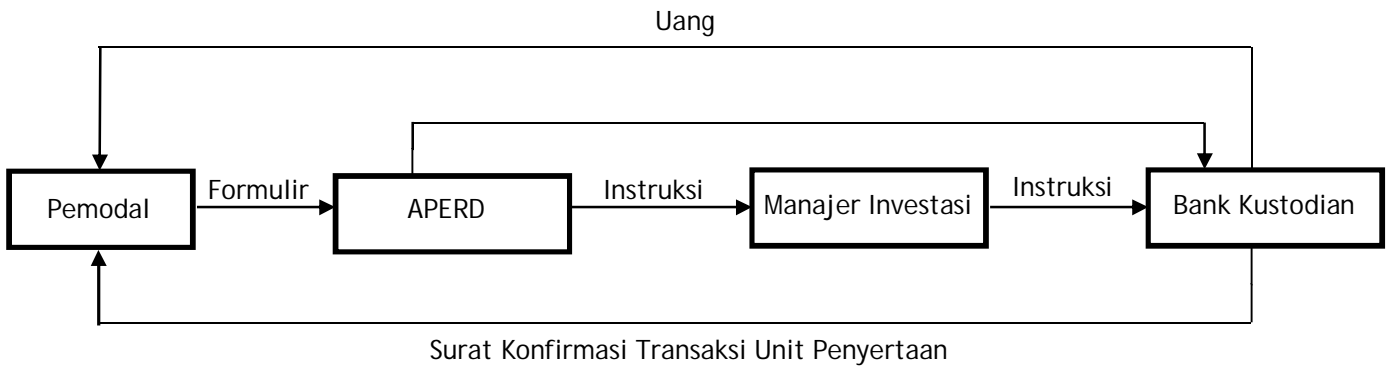 Uang
Pemodal
Formulir
APERD
Instruksi
Manajer Investasi
Instruksi
Bank Kustodian
Surat Konfirmasi Transaksi Unit Penyertaan